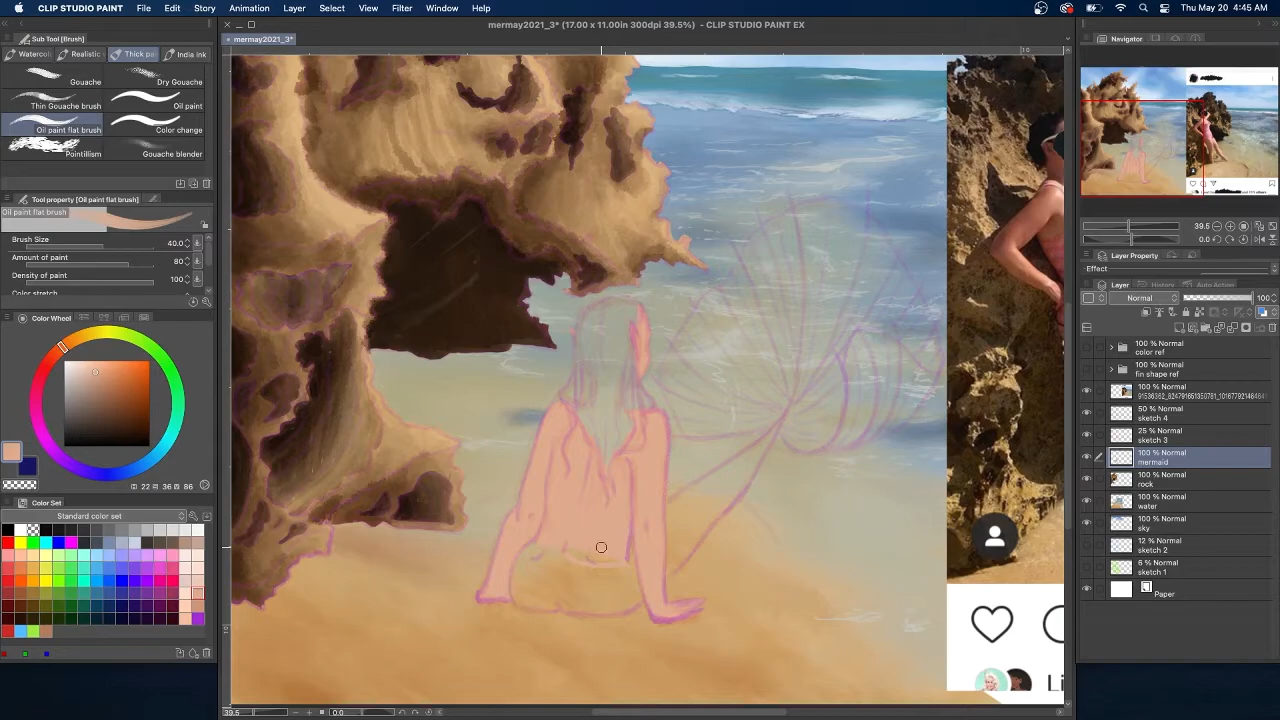 CLIP STUDIO PAINT File Edit Story Animation Layer Select View Filter Window Help Thu May 20 4:45 AM
mermay2021_3* (17.00 x 11.00in 300dpi 39.5%) - CLIP STUDIO PAINT EX
mermay2021_3*
Sub Tool [Brush]
Watercol Realistic Thick pa India ink
Gouache Dry Gouache
Thin Gouache brush Oil paint
Oil paint flat brush Color change
Pointillism Gouache blender
Tool property [Oil paint flat brush]
Oil paint flat brush
Brush Size 40.0
Amount of paint 80
Density of paint 100
Color stretch
Color Wheel
22 36 86
Color Set
Standard color set
39.5 0.0
10
Li
Navigator
39.5
0.0
Layer Property
Effect
Layer History Auto Action
Normal 100
100 % Normal
color ref
100 % Normal
fin shape ref
100 % Normal
50 % Normal
sketch 4
25 % Normal
sketch 3
100 % Normal
mermaid
100 % Normal
rock
100 % Normal
water
100 % Normal
sky
12 % Normal
sketch 2
6 % Normal
sketch 1
Paper